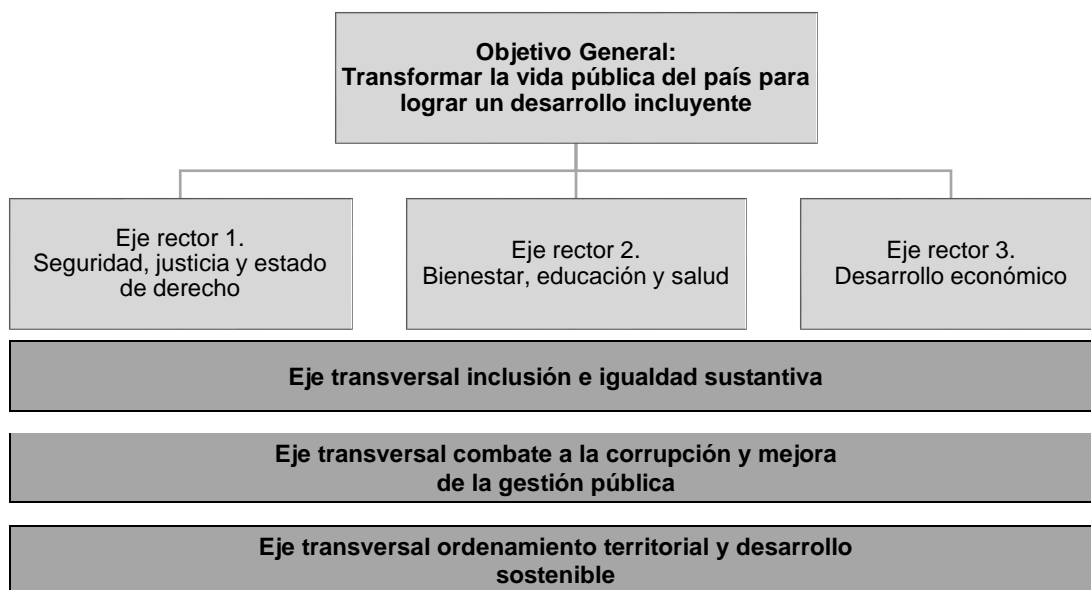 Objetivo General:
Transformar la vida pública del país para
lograr un desarrollo incluyente
Eje rector 1.
Seguridad, justicia y estado
de derecho
Eje rector 2.
Bienestar, educación y salud
Eje rector 3.
Desarrollo económico
Eje transversal inclusión e igualdad sustantiva
Eje transversal combate a la corrupción y mejora
de la gestión pública
Eje transversal ordenamiento territorial y desarrollo
sostenible